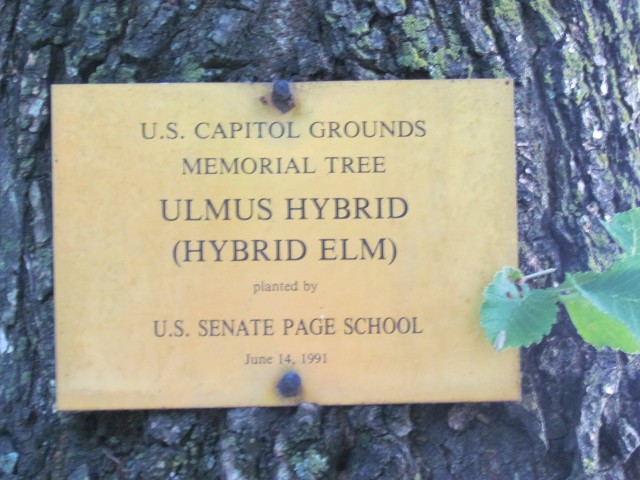 U.S. CAPITOL GROUNDS
MEMORIAL TREE
ULMUS HYBRID
(HYBRID ELM)
planted by
U.S. SENATE PAGE SCHOOL
June 14, 1991